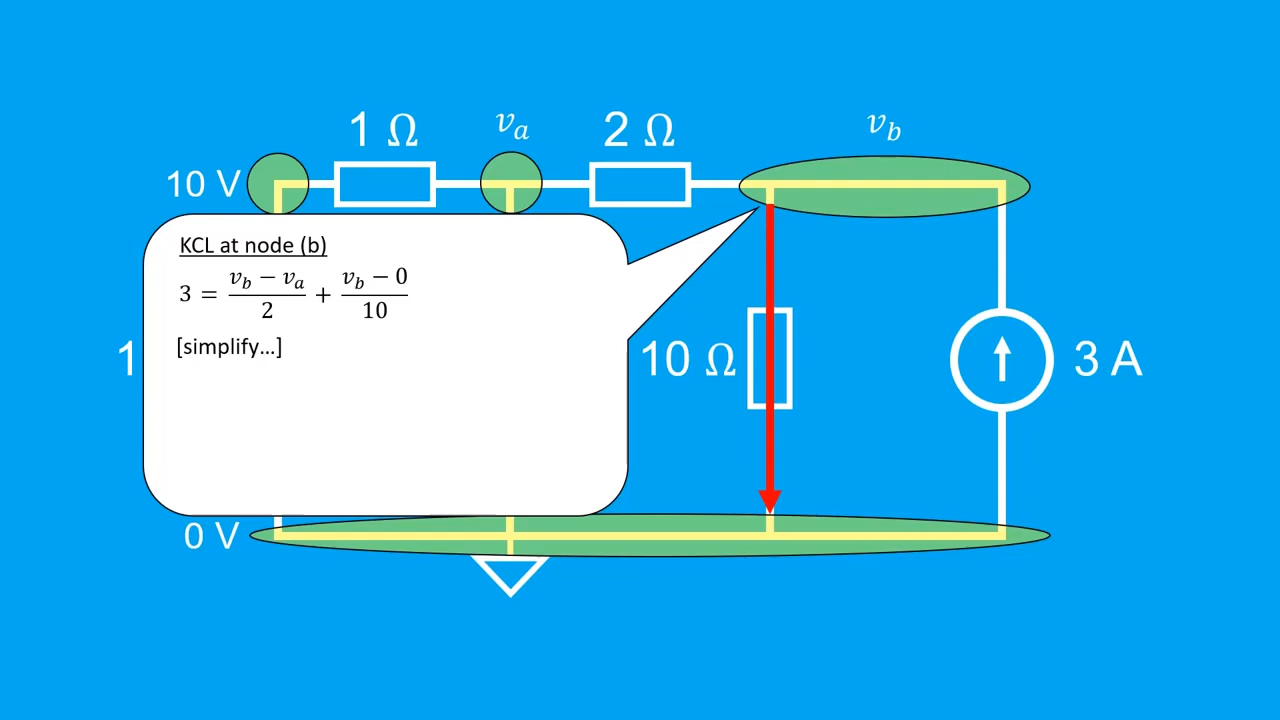 1 Ω
v_a
2 Ω
v_b
10 V
KCL at node (b)
3 = (v_b − v_a)/2 + (v_b − 0)/10
[simplify...]
1
10 Ω
3 A
0 V